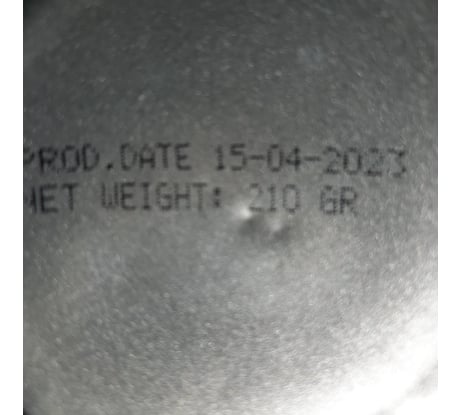 PROD.DATE 15-04-2023
NET WEIGHT: 210 GR